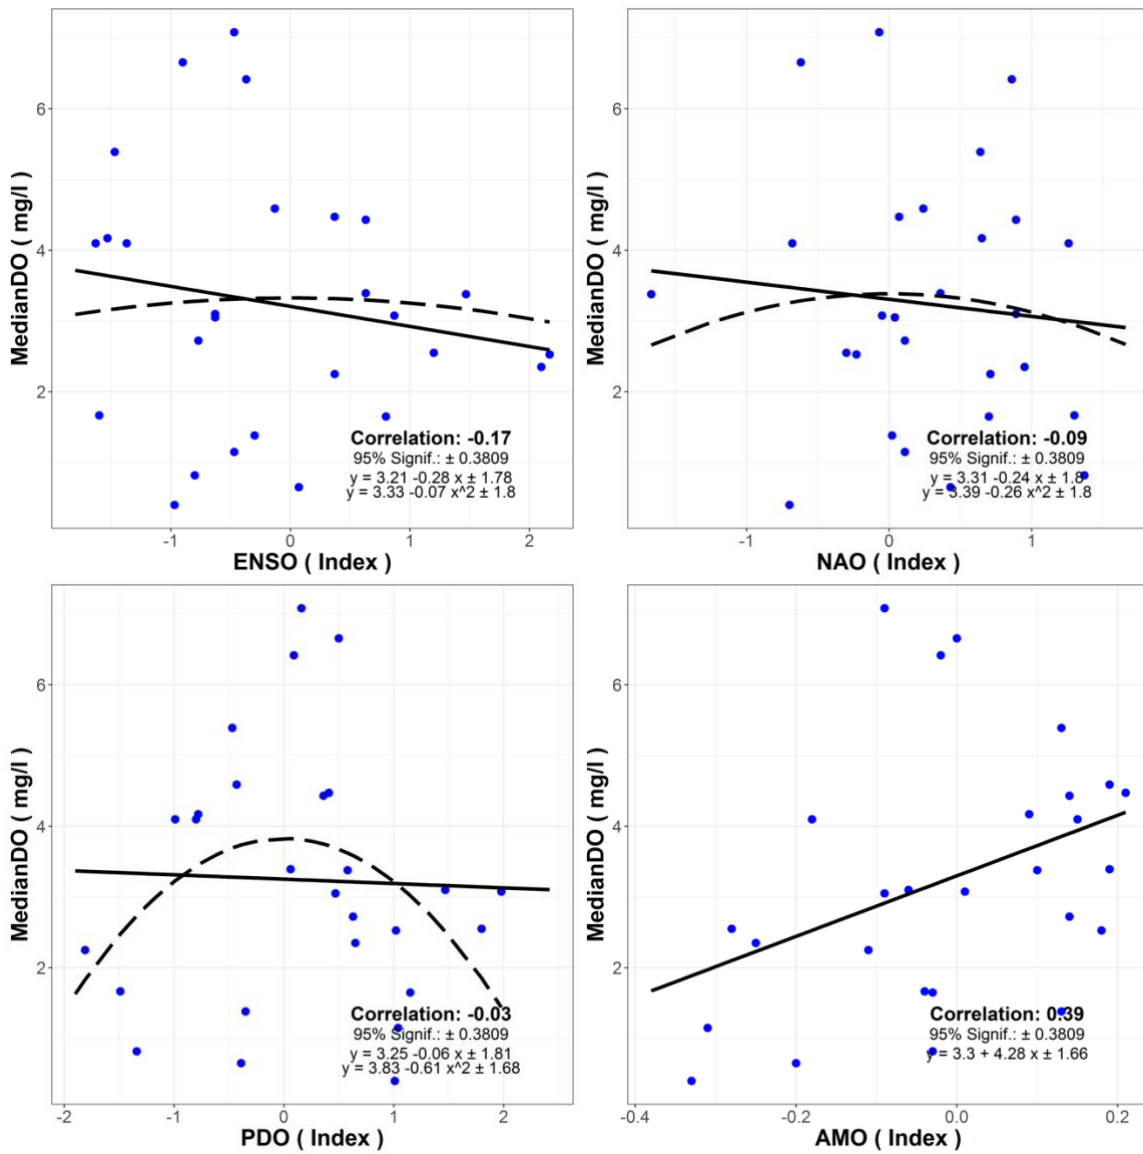 MedianDO ( mg/l )
6
4
2
Correlation: -0.17
95% Signif.: ± 0.3809
y = 3.21 -0.28 x ± 1.78
y = 3.33 -0.07 x^2 ± 1.8
-1
0
1
2
ENSO ( Index )
MedianDO ( mg/l )
6
4
2
Correlation: -0.09
95% Signif.: ± 0.3809
y = 3.31 -0.24 x ± 1.8
y = 3.39 -0.26 x^2 ± 1.8
-1
0
1
NAO ( Index )
MedianDO ( mg/l )
6
4
2
Correlation: -0.03
95% Signif.: ± 0.3809
y = 3.25 -0.06 x ± 1.81
y = 3.83 -0.61 x^2 ± 1.68
-2
-1
0
1
2
PDO ( Index )
MedianDO ( mg/l )
6
4
2
Correlation: 0.39
95% Signif.: ± 0.3809
y = 3.3 + 4.28 x ± 1.66
-0.4
-0.2
0.0
0.2
AMO ( Index )